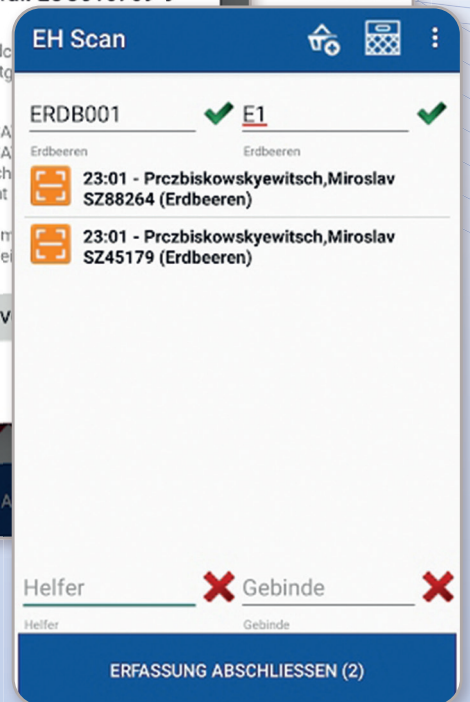 EH Scan
ERDB001 E1
Erdbeeren Erdbeeren
23:01 - Prczbiskowskyewitsch,Miroslav
SZ88264 (Erdbeeren)
23:01 - Prczbiskowskyewitsch,Miroslav
SZ45179 (Erdbeeren)
Helfer Gebinde
Helfer Gebinde
ERFASSUNG ABSCHLIESSEN (2)